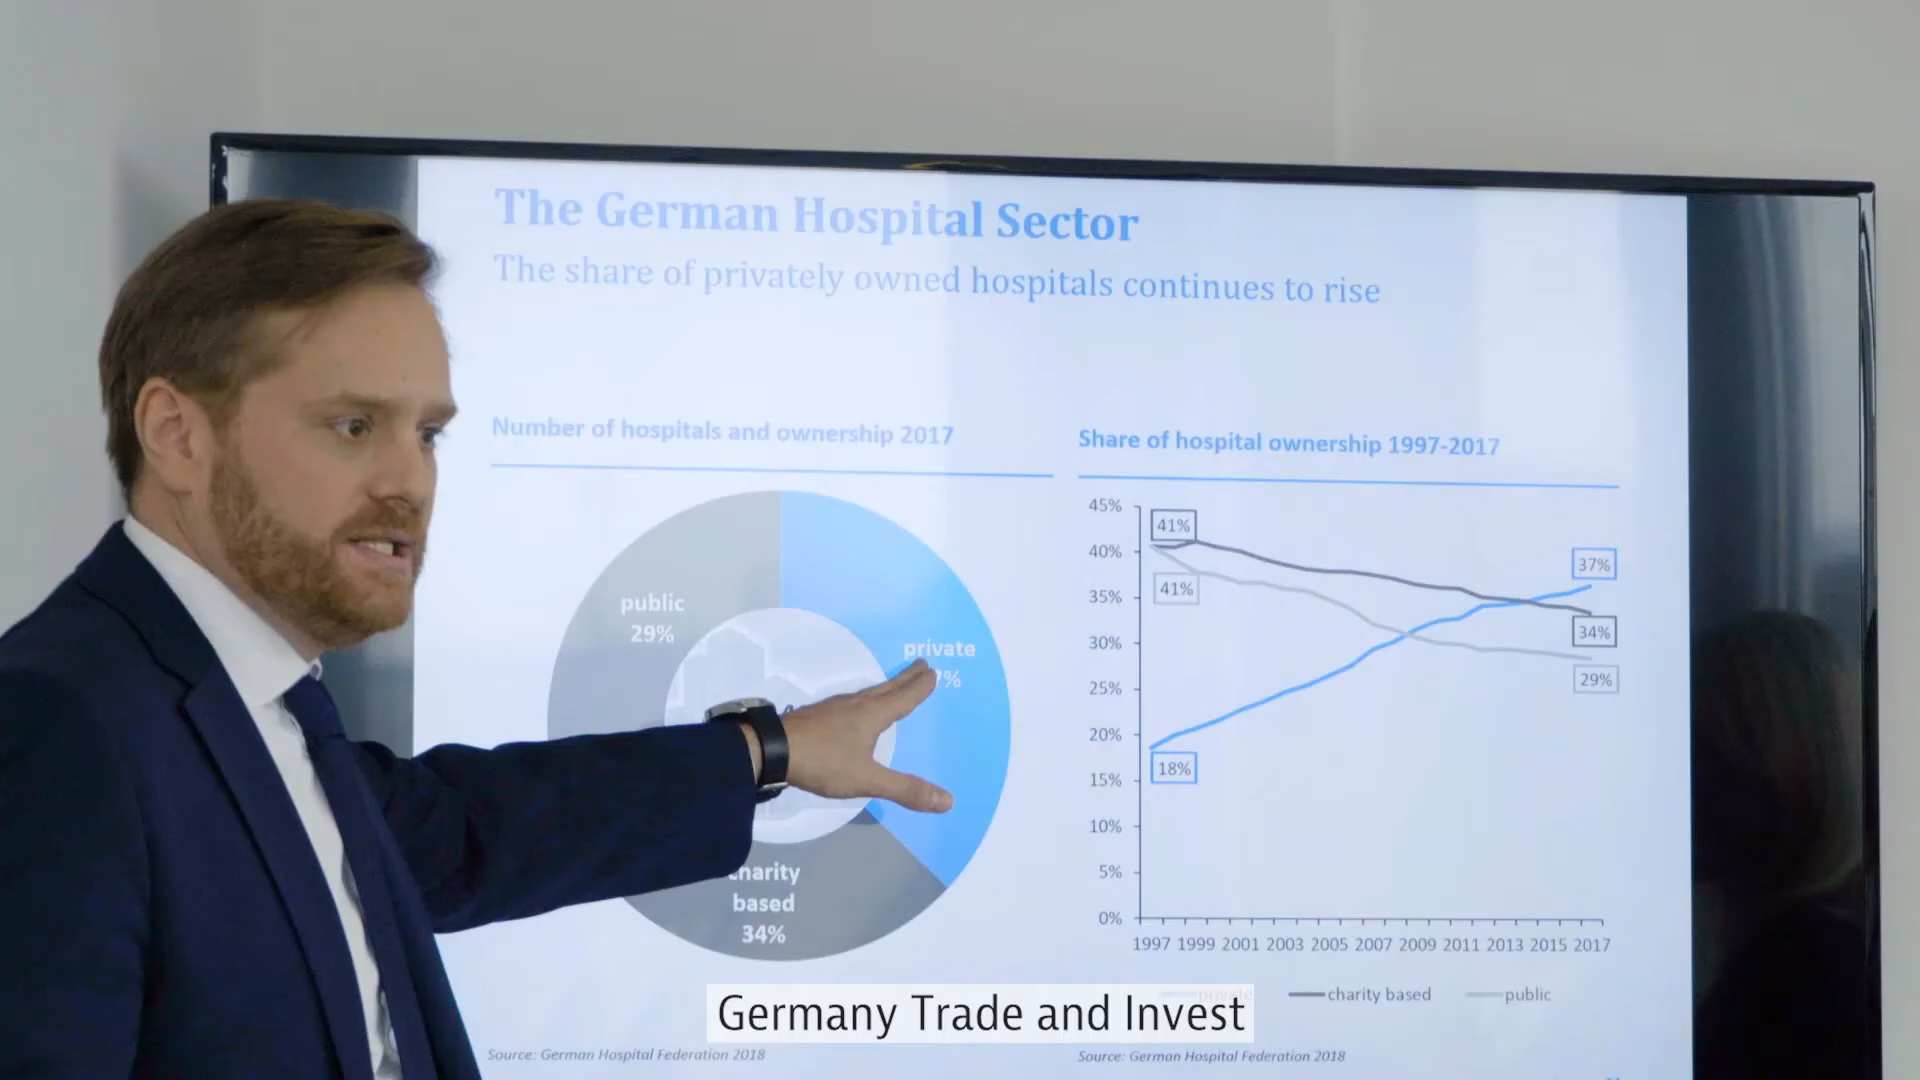 The German Hospital Sector
The share of privately owned hospitals continues to rise
Number of hospitals and ownership 2017
public
29%
private
charity
based
34%
Share of hospital ownership 1997-2017
45%
40%
35%
30%
25%
20%
15%
10%
5%
0%
41%
41%
18%
37%
34%
29%
1997 1999 2001 2003 2005 2007 2009 2011 2013 2015 2017
private charity based public
Germany Trade and Invest
Source: German Hospital Federation 2018
Source: German Hospital Federation 2018